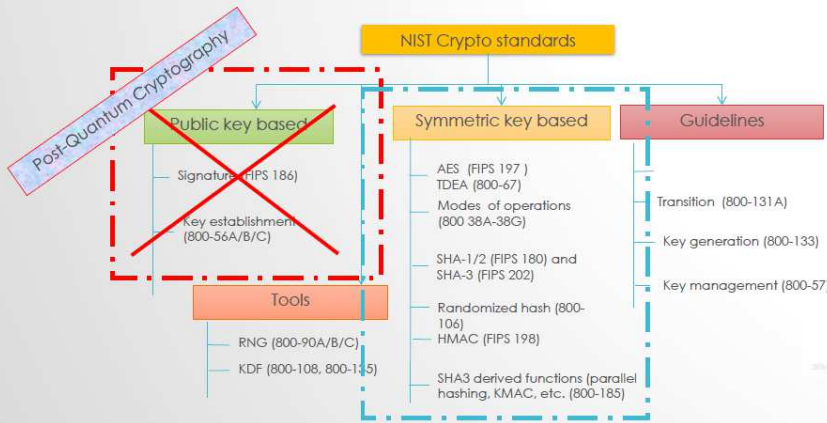 Post-Quantum Cryptography
NIST Crypto standards
Public key based
Signature (FIPS 186)
Key establishment
(800-56A/B/C)
Tools
RNG (800-90A/B/C)
KDF (800-108, 800-135)
Symmetric key based
AES (FIPS 197 )
TDEA (800-67)
Modes of operations
(800 38A-38G)
SHA-1/2 (FIPS 180) and
SHA-3 (FIPS 202)
Randomized hash (800-
106)
HMAC (FIPS 198)
SHA3 derived functions (parallel
hashing, KMAC, etc. (800-185)
Guidelines
Transition (800-131A)
Key generation (800-133)
Key management (800-57)